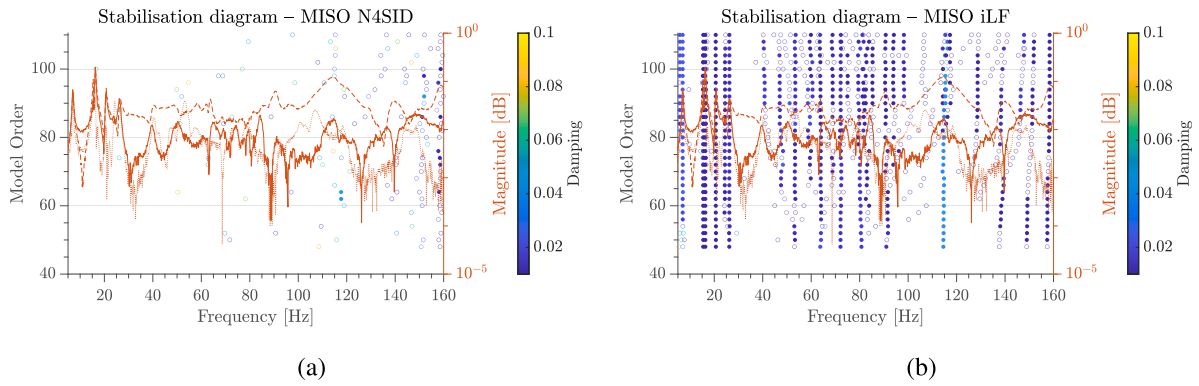 Stabilisation diagram – MISO N4SID
100
80
60
40
Model Order
20 40 60 80 100 120 140 160
Frequency [Hz]
10^0
10^-5
Magnitude [dB]
0.1
0.08
0.06
0.04
0.02
Damping
(a)
Stabilisation diagram – MISO iLF
100
80
60
40
Model Order
20 40 60 80 100 120 140 160
Frequency [Hz]
10^0
10^-5
Magnitude [dB]
0.1
0.08
0.06
0.04
0.02
Damping
(b)